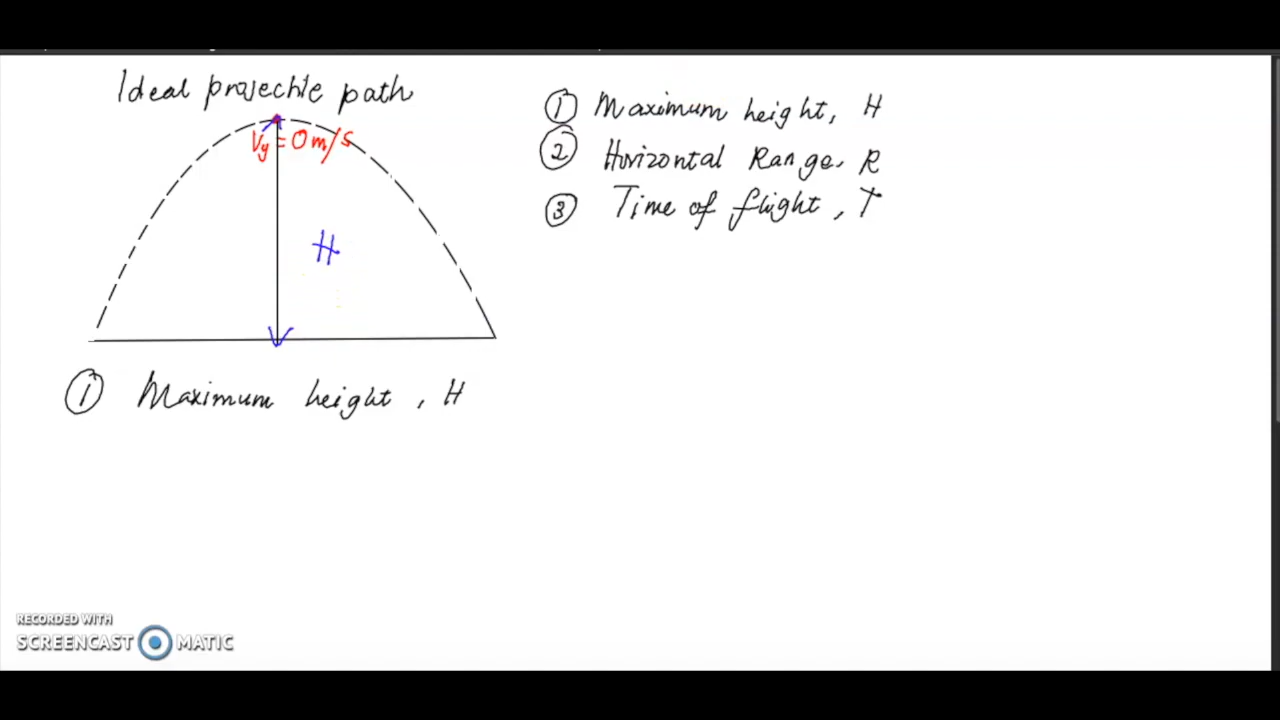 Ideal projectile path
Vy = 0 m/s
H
① Maximum height, H
② Horizontal Range, R
③ Time of flight, T
① Maximum height, H
RECORDED WITH
SCREENCAST MATIC